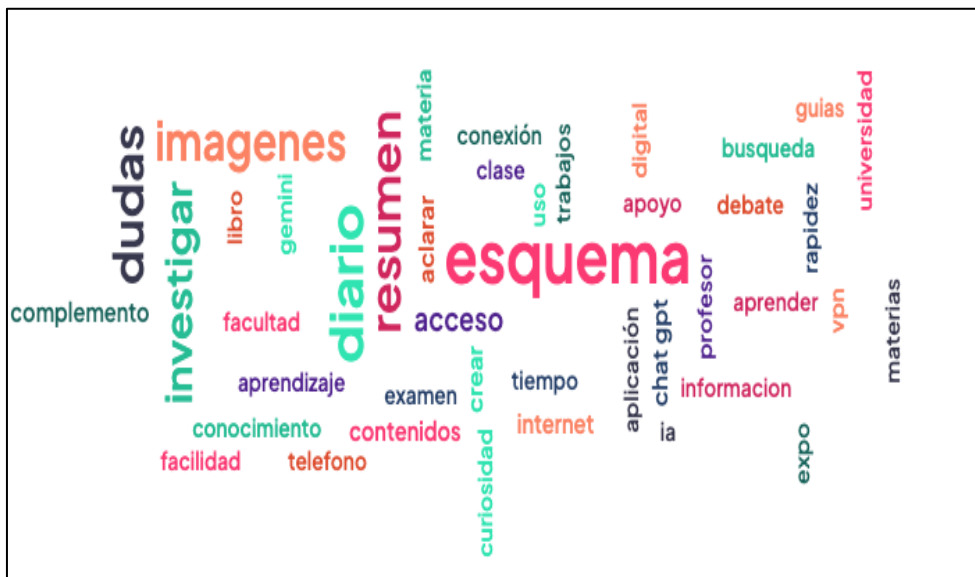 dudas
imagenes
resumen
materia
conexión
clase
uso
trabajos
digital
guias
busqueda
universidad
investigar
libro
gemini
diario
aclarar
esquema
apoyo
debate
rapidez
complemento
facultad
acceso
profesor
aprender
vpn
materias
aprendizaje
examen
crear
tiempo
aplicación
chat gpt
informacion
conocimiento
contenidos
internet
ia
facilidad
telefono
curiosidad
expo